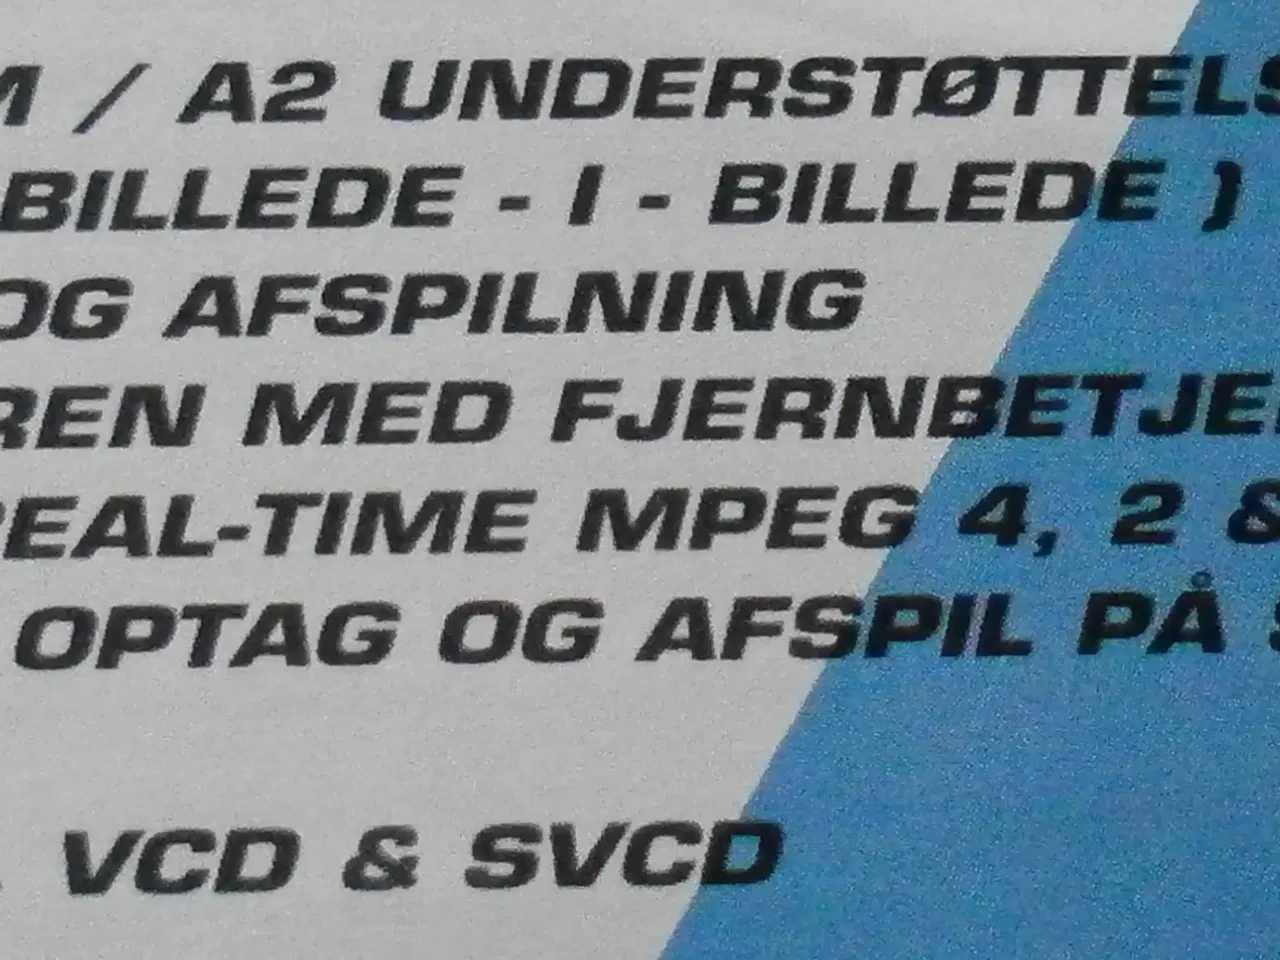 M / A2 UNDERSTØTTELS
BILLEDE - I - BILLEDE )
OG AFSPILNING
REN MED FJERNBETJE
REAL-TIME MPEG 4, 2 &
OPTAG OG AFSPIL PÅ
VCD & SVCD